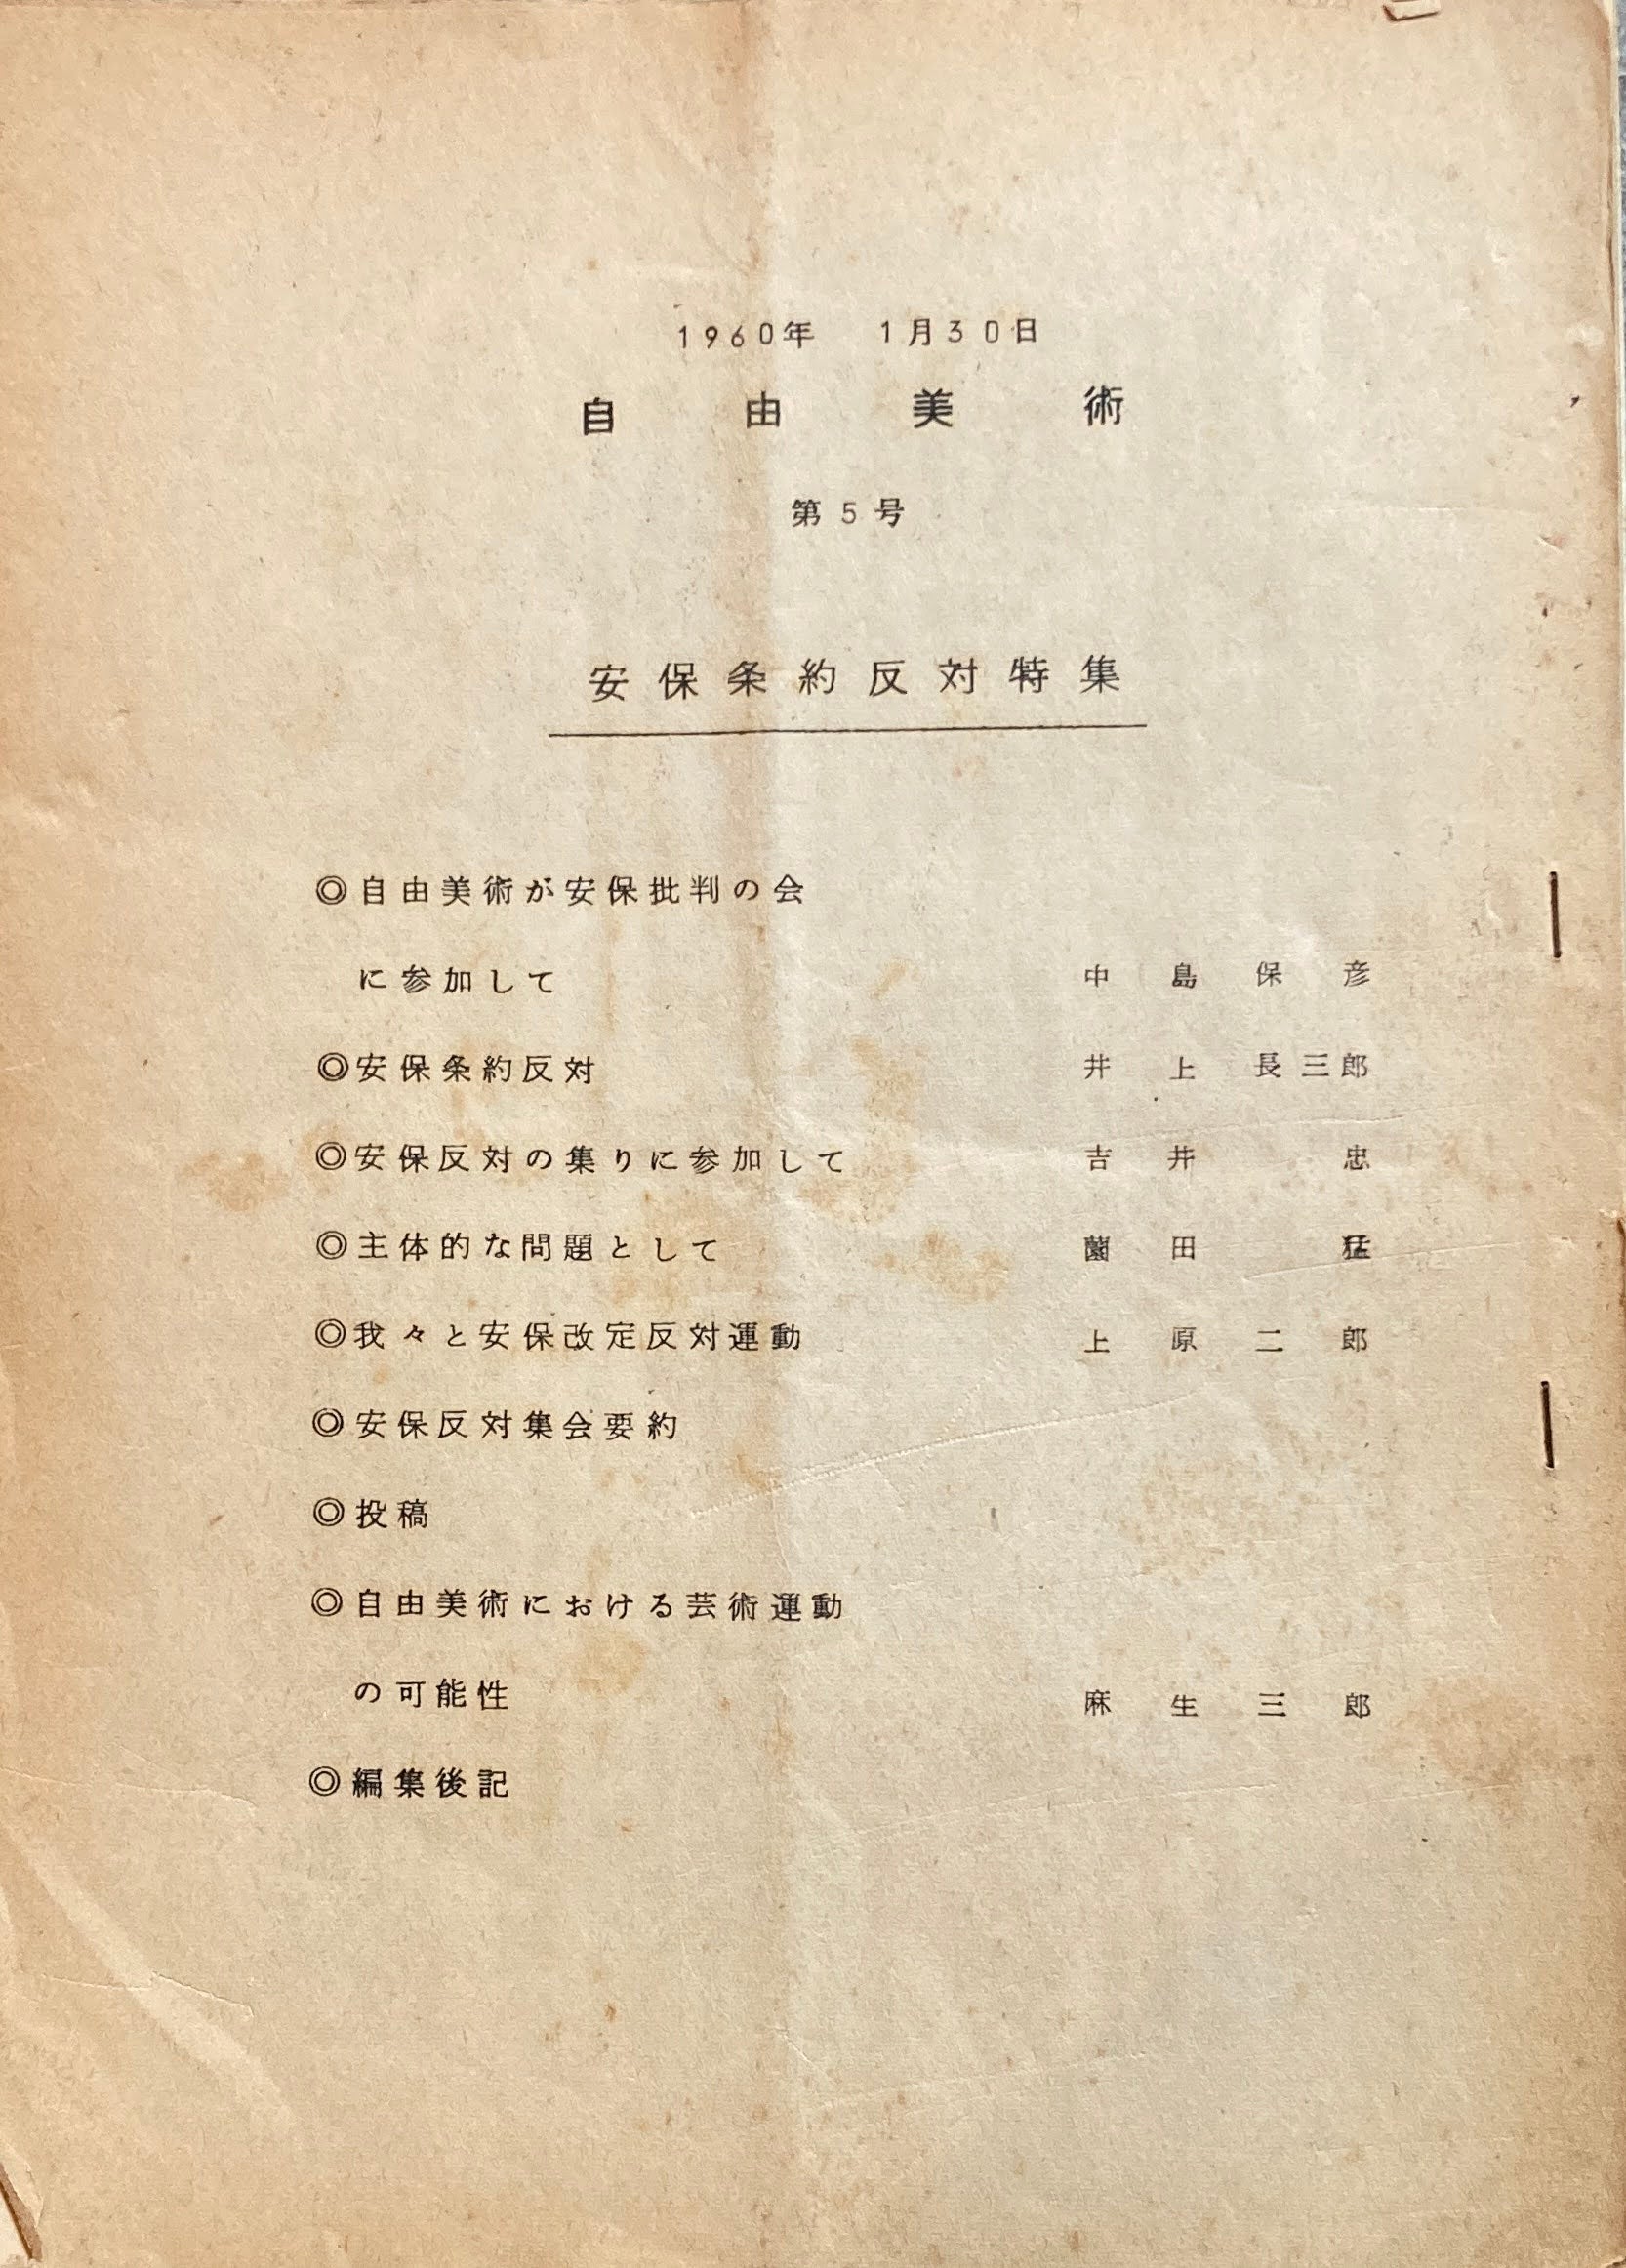 1960年 1月30日
自由美術
第5号
安保条約反対特集
◎自由美術が安保批判の会
に参加して 中島保彦
◎安保条約反対 井上長三郎
◎安保反対の集りに参加して 吉井忠
◎主体的な問題として 薗田猛
◎我々と安保改定反対運動 上原二郎
◎安保反対集会要約
◎投稿
◎自由美術における芸術運動
の可能性 麻生三郎
◎編集後記